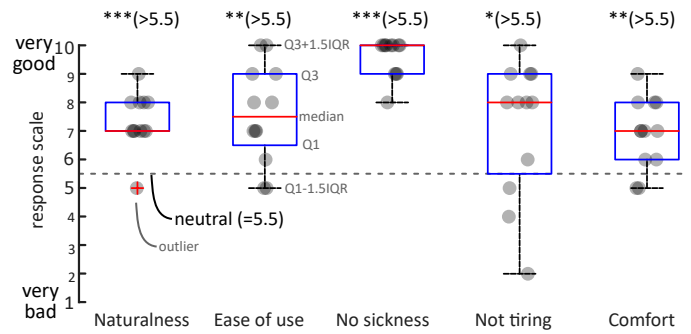 ***(>5.5) **(>5.5) ***(>5.5) *(>5.5) **(>5.5)
very
good
10
9
8
7
6
5
4
3
2
1
very
bad
response scale
Q3+1.5IQR
Q3
median
Q1
Q1-1.5IQR
neutral (=5.5)
outlier
Naturalness Ease of use No sickness Not tiring Comfort